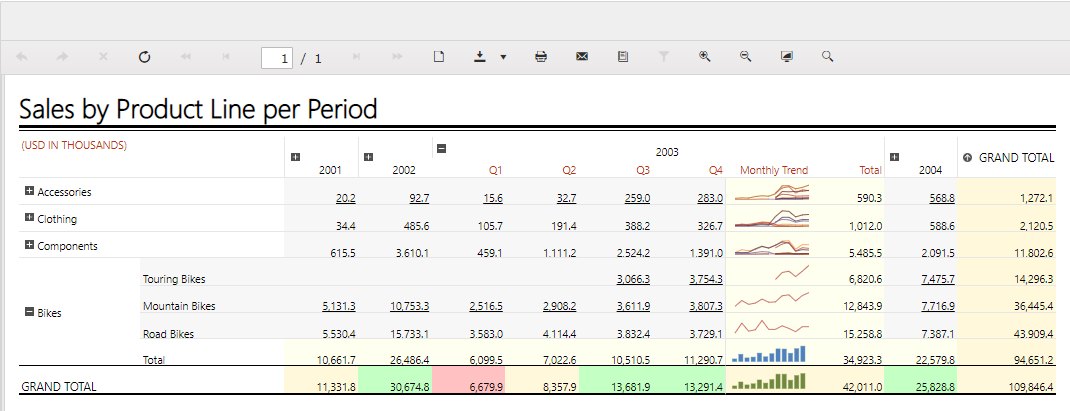 1 / 1
Sales by Product Line per Period
(USD IN THOUSANDS) 2001 2002 2003 2004 GRAND TOTAL
Q1 Q2 Q3 Q4 Monthly Trend Total
Accessories 20.2 92.7 15.6 32.7 259.0 283.0 590.3 568.8 1,272.1
Clothing 34.4 485.6 105.7 191.4 388.2 326.7 1,012.0 588.6 2,120.5
Components 615.5 3,610.1 459.1 1,111.2 2,524.2 1,391.0 5,485.5 2,091.5 11,802.6
Touring Bikes 3,066.3 3,754.3 6,820.6 7,475.7 14,296.3
Bikes
Mountain Bikes 5,131.3 10,753.3 2,516.5 2,908.2 3,611.9 3,807.3 12,843.9 7,716.9 36,445.4
Road Bikes 5,530.4 15,733.1 3,583.0 4,114.4 3,832.4 3,729.1 15,258.8 7,387.1 43,909.4
Total 10,661.7 26,486.4 6,099.5 7,022.6 10,510.5 11,290.7 34,923.3 22,579.8 94,651.2
GRAND TOTAL 11,331.8 30,674.8 6,679.9 8,357.9 13,681.9 13,291.4 42,011.0 25,828.8 109,846.4